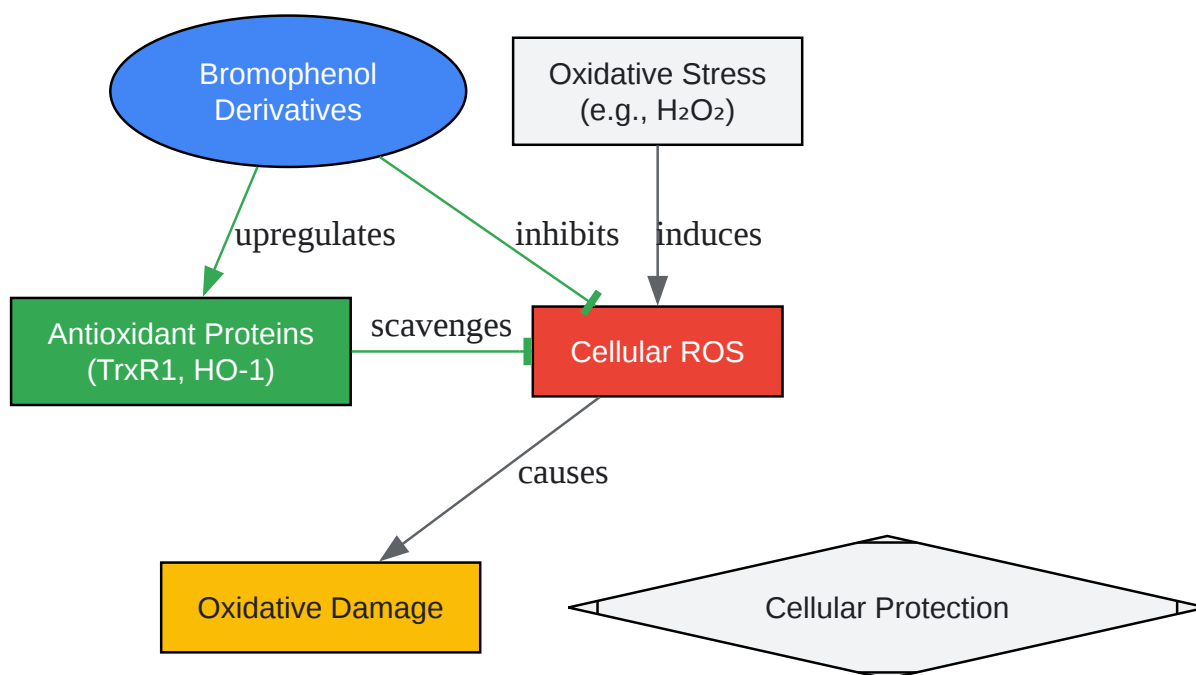 Bromophenol
Derivatives
Oxidative Stress
(e.g., H₂O₂)
upregulates
inhibits
induces
Antioxidant Proteins
(TrxR1, HO-1)
scavenges
Cellular ROS
causes
Oxidative Damage
Cellular Protection